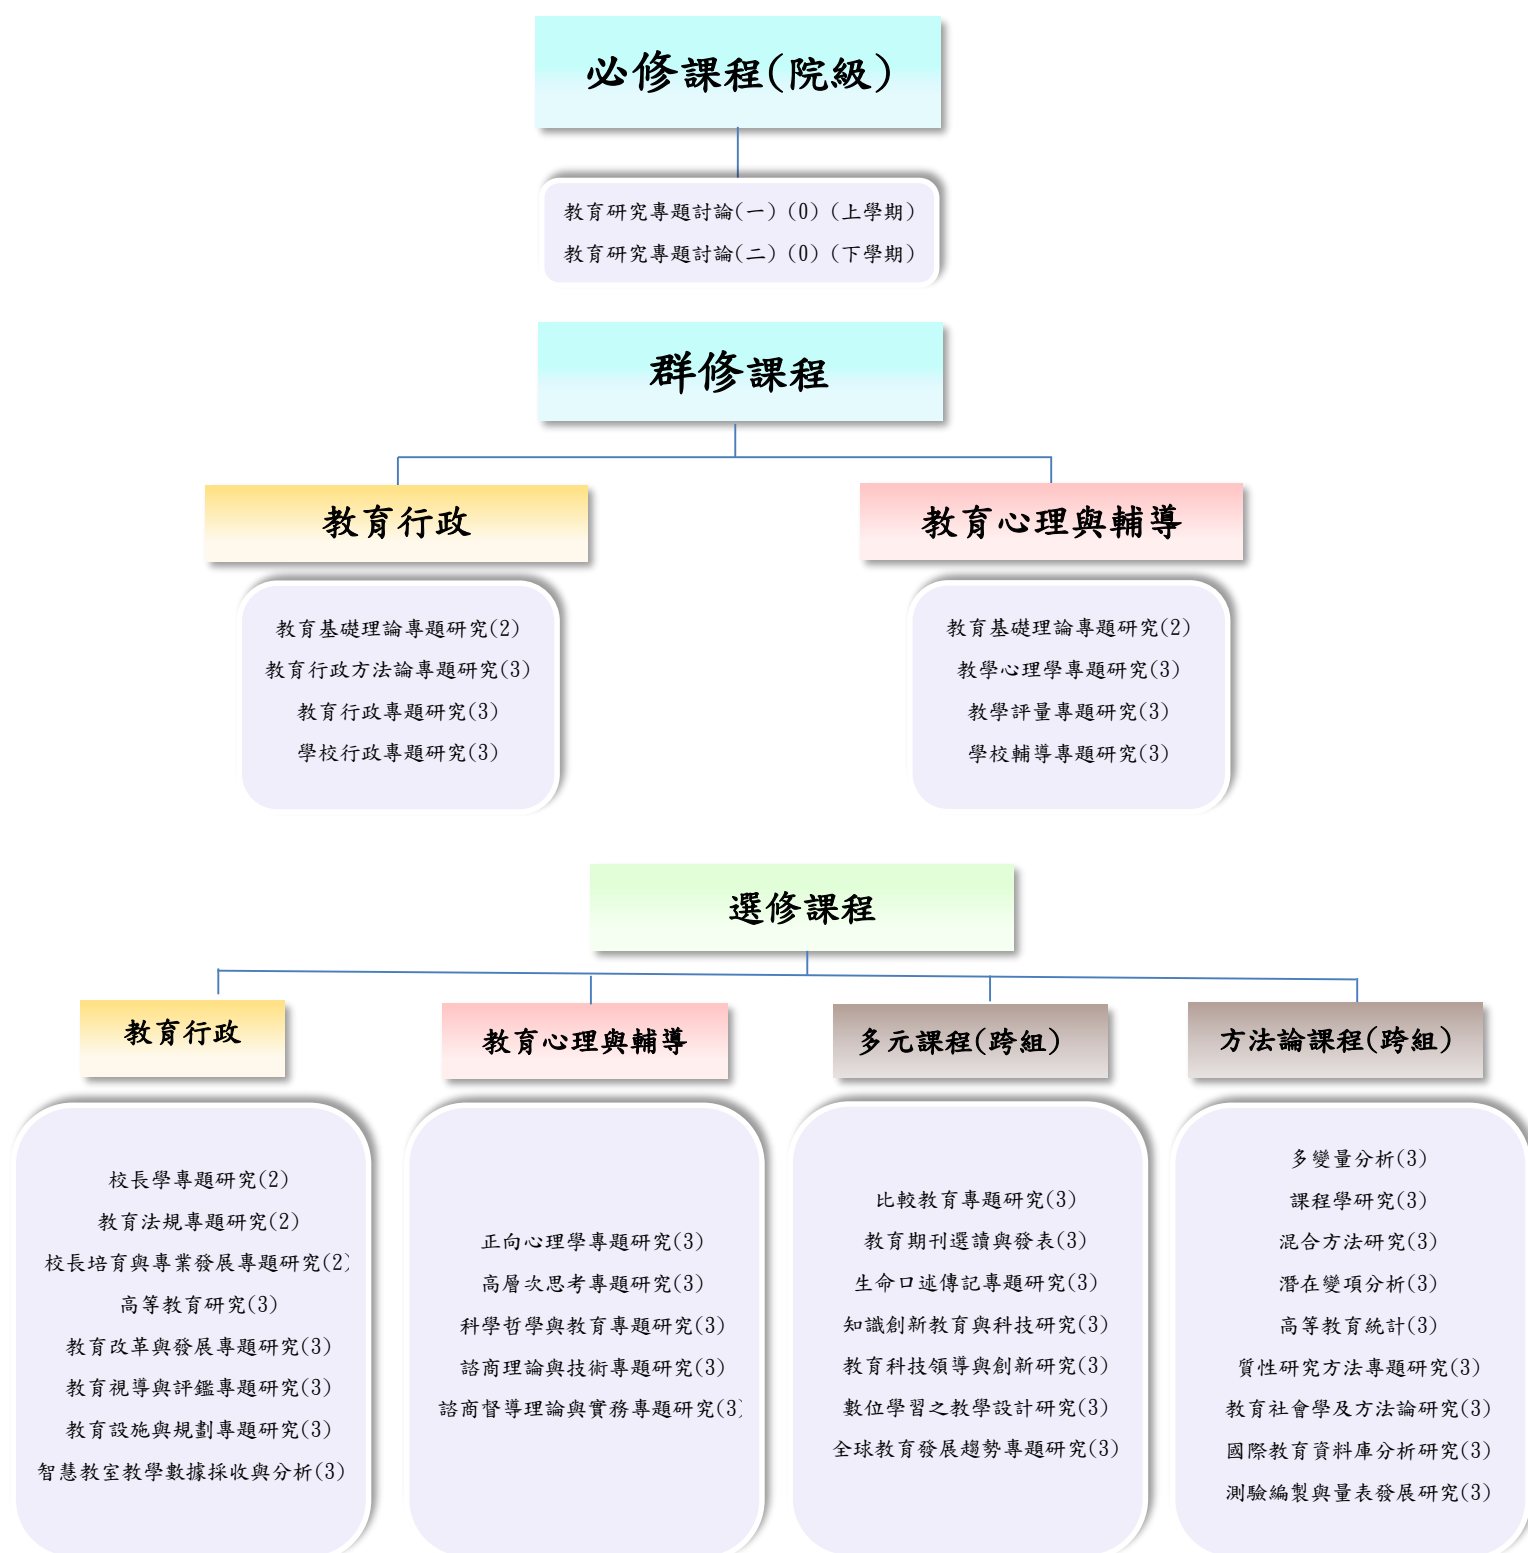 必修課程(院級)
教育研究專題討論(一)(0)(上學期)
教育研究專題討論(二)(0)(下學期)
群修課程
教育行政
教育基礎理論專題研究(2)
教育行政方法論專題研究(3)
教育行政專題研究(3)
學校行政專題研究(3)
教育心理與輔導
教育基礎理論專題研究(2)
教學心理學專題研究(3)
教學評量專題研究(3)
學校輔導專題研究(3)
選修課程
教育行政
校長學專題研究(2)
教育法規專題研究(2)
校長培育與專業發展專題研究(2)
高等教育研究(3)
教育改革與發展專題研究(3)
教育視導與評鑑專題研究(3)
教育設施與規劃專題研究(3)
智慧教室教學數據採收與分析(3)
教育心理與輔導
正向心理學專題研究(3)
高層次思考專題研究(3)
科學哲學與教育專題研究(3)
諮商理論與技術專題研究(3)
諮商督導理論與實務專題研究(3)
多元課程(跨組)
比較教育專題研究(3)
教育期刊選讀與發表(3)
生命口述傳記專題研究(3)
知識創新教育與科技研究(3)
教育科技領導與創新研究(3)
數位學習之教學設計研究(3)
全球教育發展趨勢專題研究(3)
方法論課程(跨組)
多變量分析(3)
課程學研究(3)
混合方法研究(3)
潛在變項分析(3)
高等教育統計(3)
質性研究方法專題研究(3)
教育社會學及方法論研究(3)
國際教育資料庫分析研究(3)
測驗編製與量表發展研究(3)